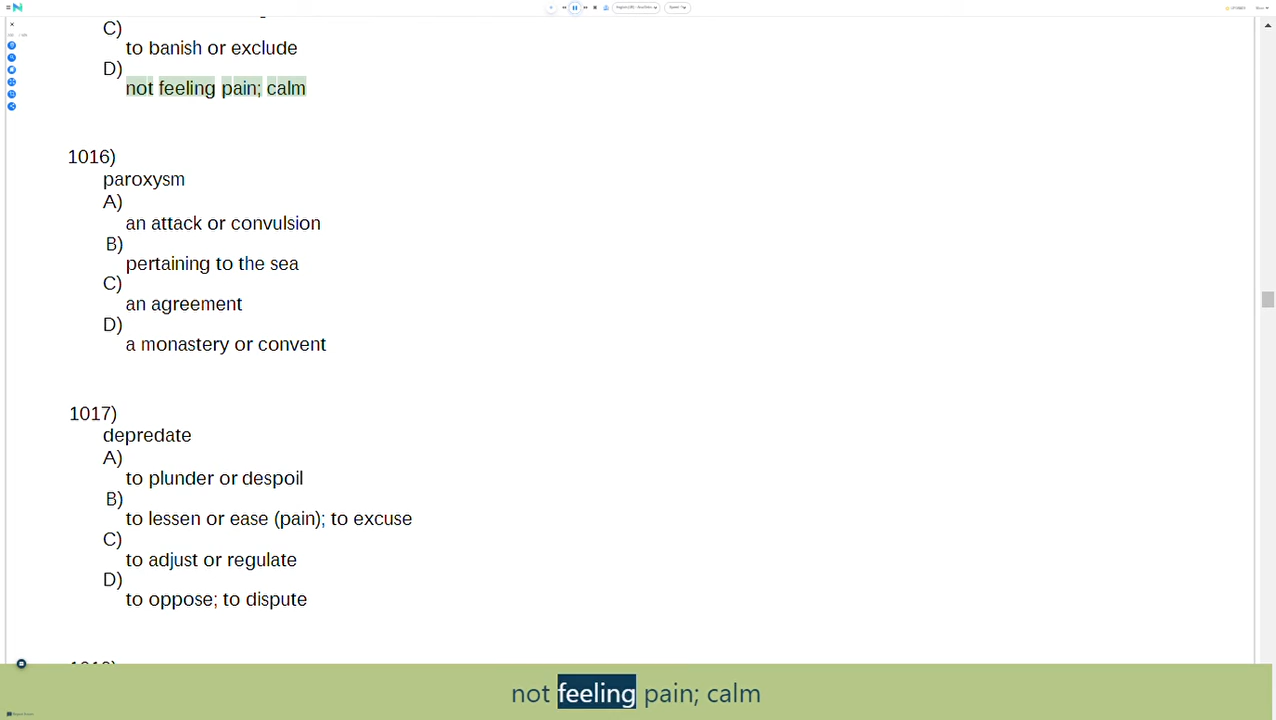 C)
to banish or exclude
D)
not feeling pain; calm
1016)
paroxysm
A)
an attack or convulsion
B)
pertaining to the sea
C)
an agreement
D)
a monastery or convent
1017)
depredate
A)
to plunder or despoil
B)
to lessen or ease (pain); to excuse
C)
to adjust or regulate
D)
to oppose; to dispute
not feeling pain; calm